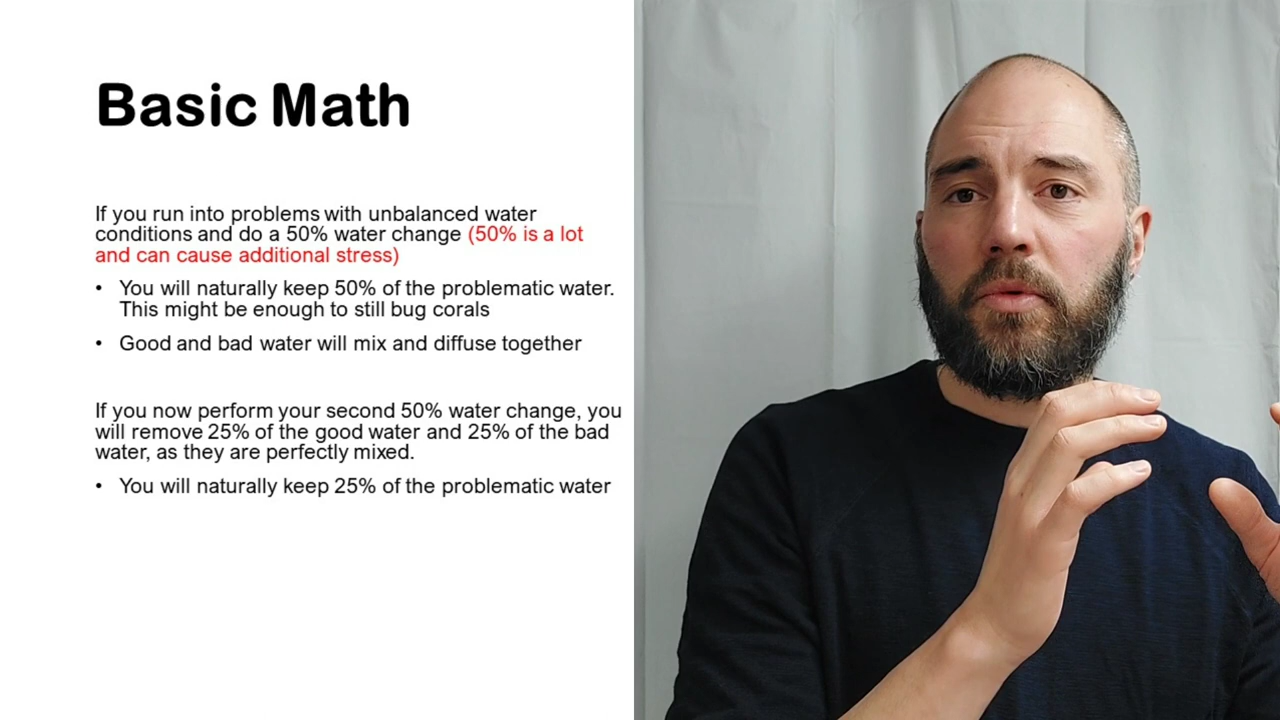 Basic Math
If you run into problems with unbalanced water
conditions and do a 50% water change (50% is a lot
and can cause additional stress)
• You will naturally keep 50% of the problematic water.
This might be enough to still bug corals
• Good and bad water will mix and diffuse together
If you now perform your second 50% water change, you
will remove 25% of the good water and 25% of the bad
water, as they are perfectly mixed.
• You will naturally keep 25% of the problematic water